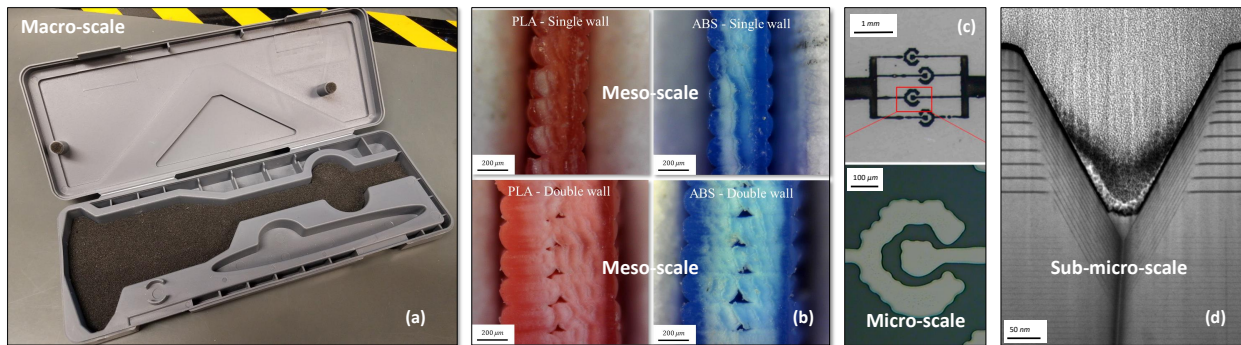 Macro-scale
(a)
PLA - Single wall
ABS - Single wall
Meso-scale
200 μm
200 μm
PLA - Double wall
ABS - Double wall
Meso-scale
200 μm
200 μm
(b)
1 mm
(c)
100 μm
Micro-scale
Sub-micro-scale
50 nm
(d)